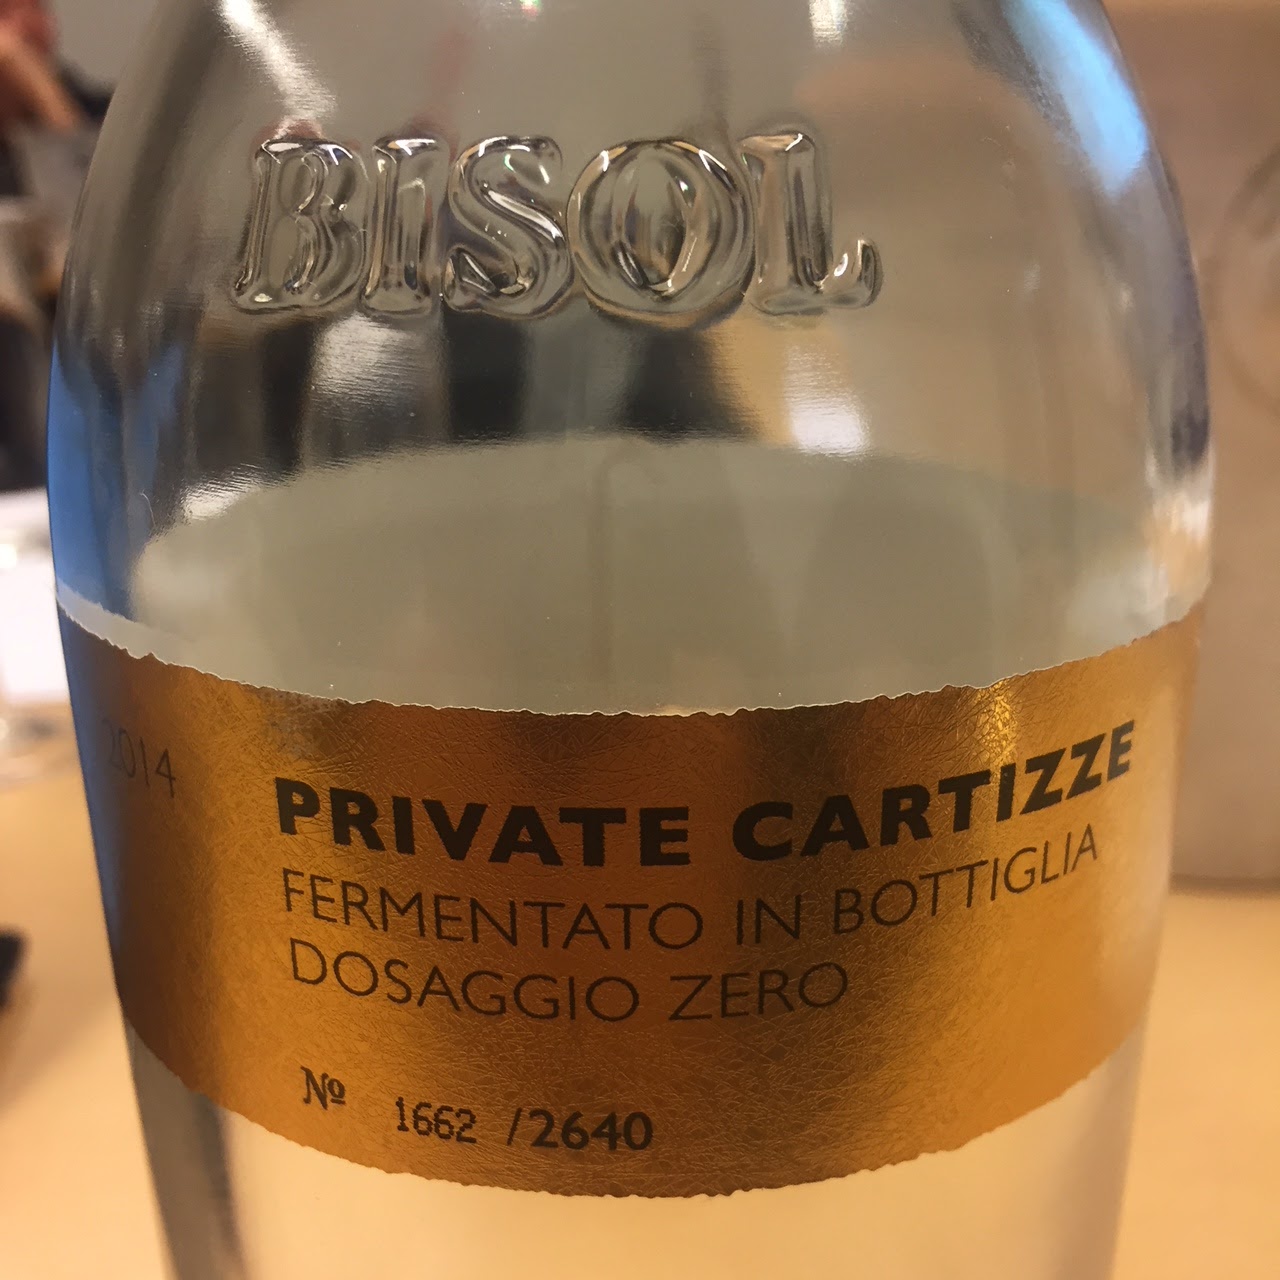 BISOL
2014
PRIVATE CARTIZZE
FERMENTATO IN BOTTIGLIA
DOSAGGIO ZERO
Nº 1662 /2640